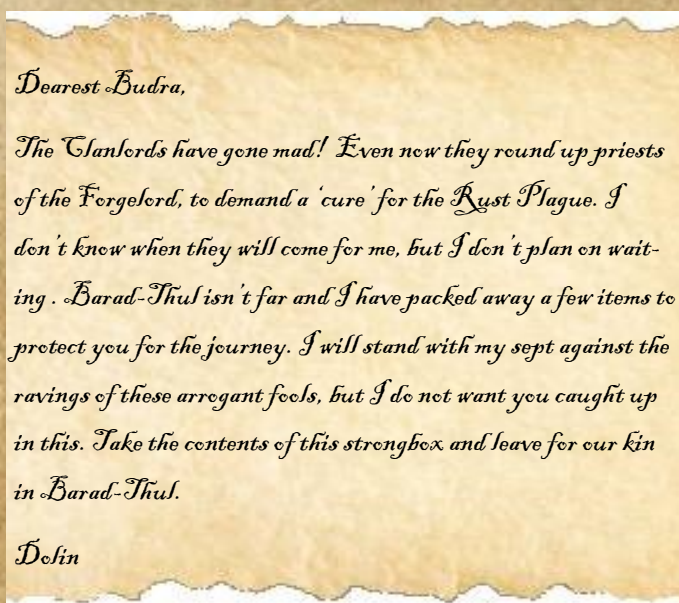 Dearest Budra,
The Clanlords have gone mad! Even now they round up priests
of the Forgelord, to demand a 'cure' for the Rust Plague. I
don't know when they will come for me, but I don't plan on wait-
ing . Barad-Thul isn't far and I have packed away a few items to
protect you for the journey. I will stand with my sept against the
ravings of these arrogant fools, but I do not want you caught up
in this. Take the contents of this strongbox and leave for our kin
in Barad-Thul.
Dolin